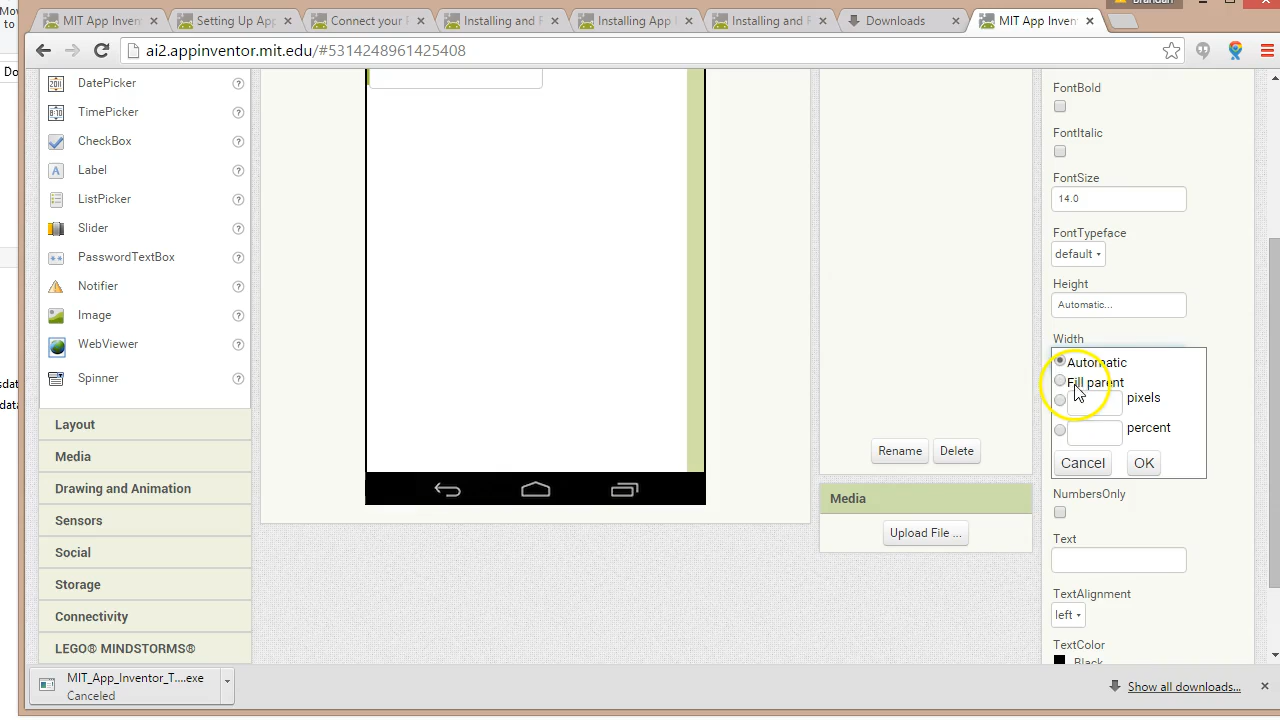 Brandan
MIT App Inven
Setting Up App
Connect your P
Installing and R
Installing App I
Installing and R
Downloads
MIT App Inven
ai2.appinventor.mit.edu/#5314248961425408
DatePicker
TimePicker
CheckBox
Label
ListPicker
Slider
PasswordTextBox
Notifier
Image
WebViewer
Spinner
Layout
Media
Drawing and Animation
Sensors
Social
Storage
Connectivity
LEGO® MINDSTORMS®
Rename
Delete
Media
Upload File ...
FontBold
FontItalic
FontSize
14.0
FontTypeface
default
Height
Automatic...
Width
Automatic
Fill parent
pixels
percent
Cancel
OK
NumbersOnly
Text
TextAlignment
left
TextColor
Black
MIT_App_Inventor_T....exe
Canceled
Show all downloads...